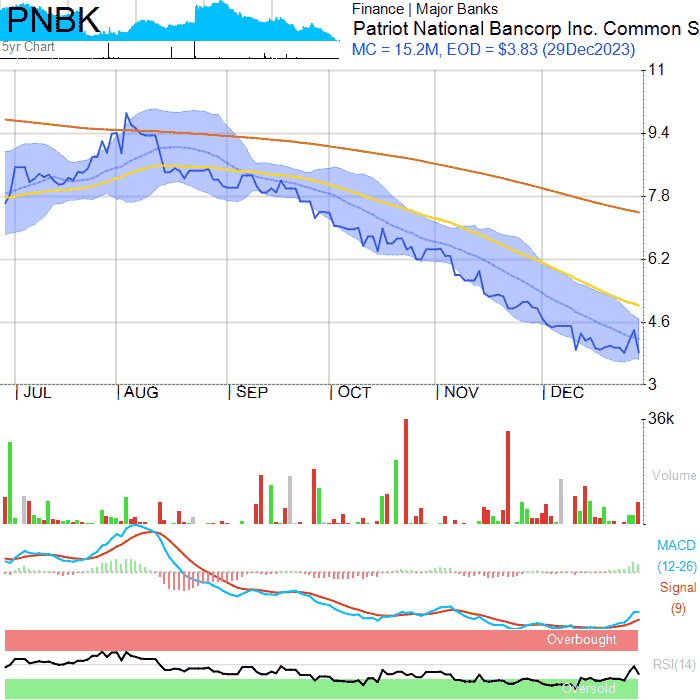 PNBK
5yr Chart
Finance | Major Banks
Patriot National Bancorp Inc. Common S
MC = 15.2M, EOD = $3.83 (29Dec2023)
11
9.4
7.8
6.2
4.6
3
JUL AUG SEP OCT NOV DEC
36k
Volume
MACD
(12-26)
Signal
(9)
Overbought
RSI(14)
Oversold